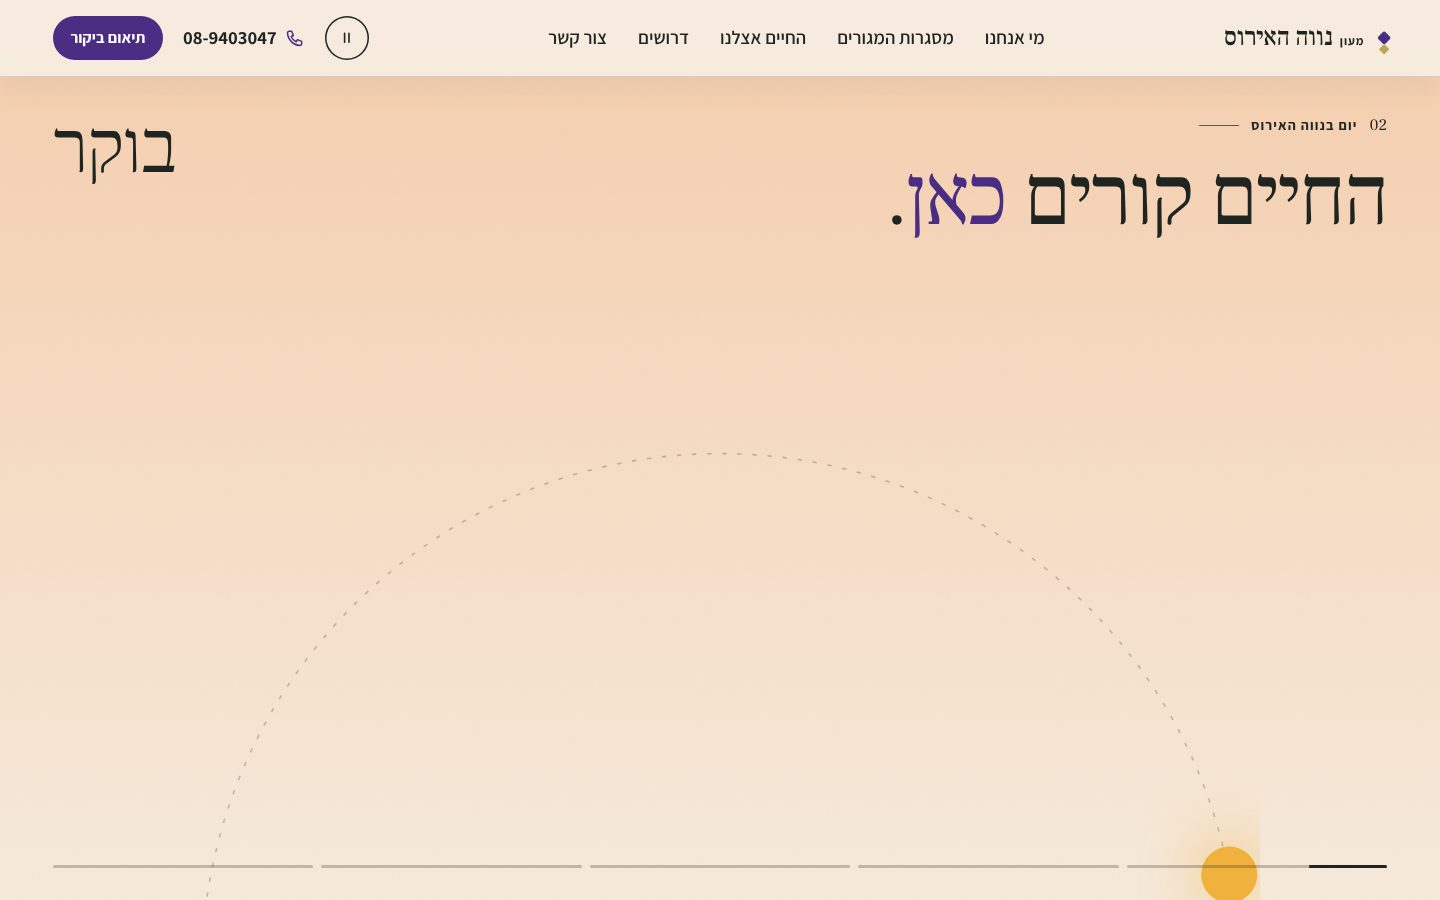 מעון נווה האירוס
מי אנחנו
מסגרות המגורים
החיים אצלנו
דרושים
צור קשר
08-9403047
תיאום ביקור
02 יום בנווה האירוס
החיים קורים כאן.
בוקר